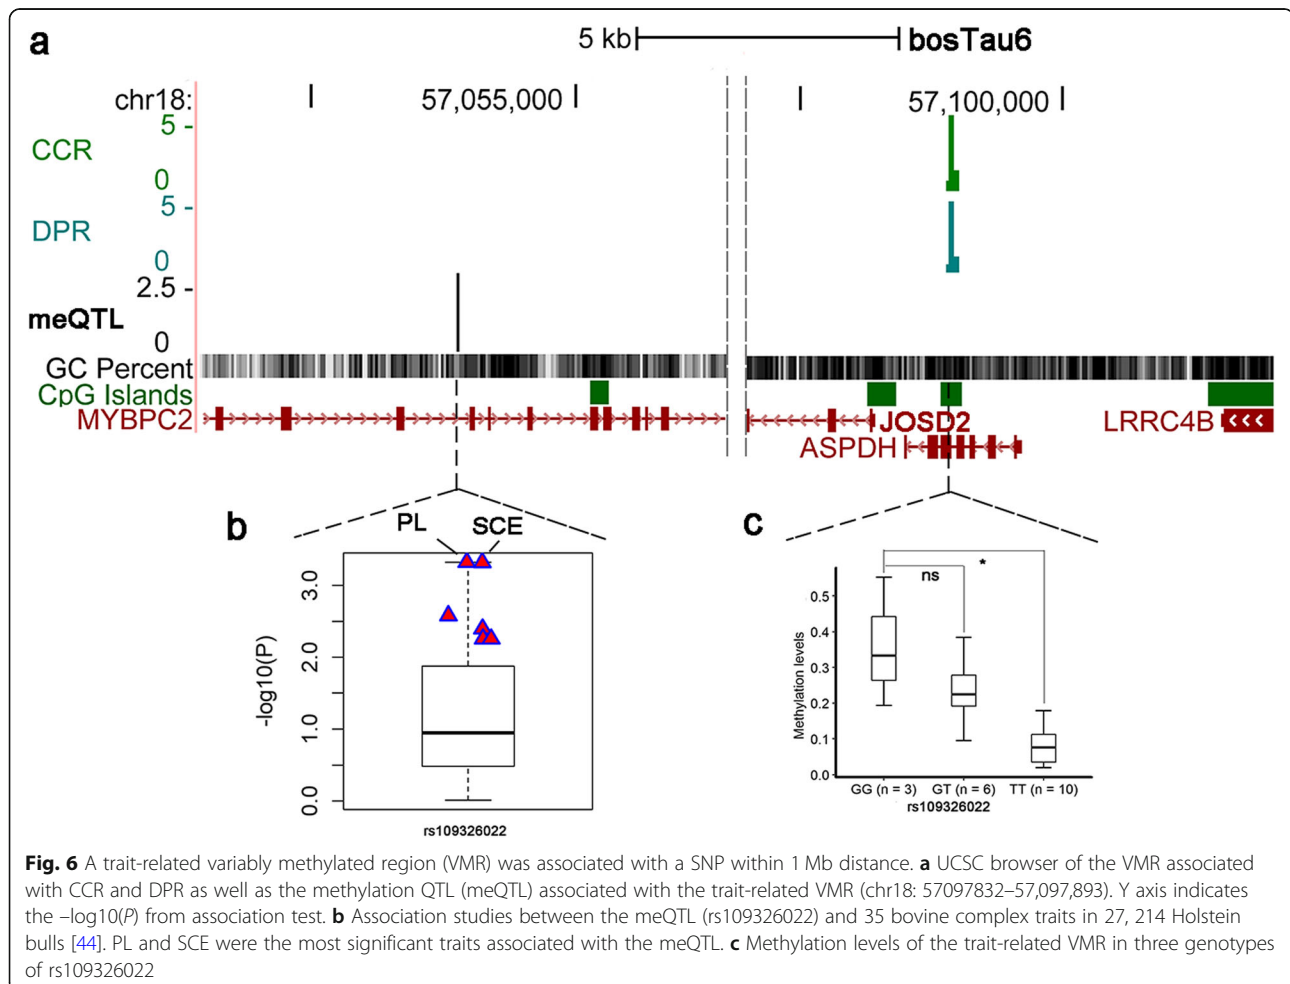 a
5 kb
bosTau6
chr18:
57,055,000
57,100,000
5
CCR
0
5
DPR
0
2.5
meQTL
0
GC Percent
CpG Islands
MYBPC2
JOSD2
LRRC4B
ASPDH
b
PL
SCE
-log10(P)
3.0
2.0
1.0
0.0
rs109326022
c
ns
*
Methylation levels
0.5
0.4
0.3
0.2
0.1
0.0
GG (n = 3)
GT (n = 6)
TT (n = 10)
rs109326022
Fig. 6 A trait-related variably methylated region (VMR) was associated with a SNP within 1 Mb distance. a UCSC browser of the VMR associated
with CCR and DPR as well as the methylation QTL (meQTL) associated with the trait-related VMR (chr18: 57097832–57,097,893). Y axis indicates
the –log10(P) from association test. b Association studies between the meQTL (rs109326022) and 35 bovine complex traits in 27, 214 Holstein
bulls [44]. PL and SCE were the most significant traits associated with the meQTL. c Methylation levels of the trait-related VMR in three genotypes
of rs109326022